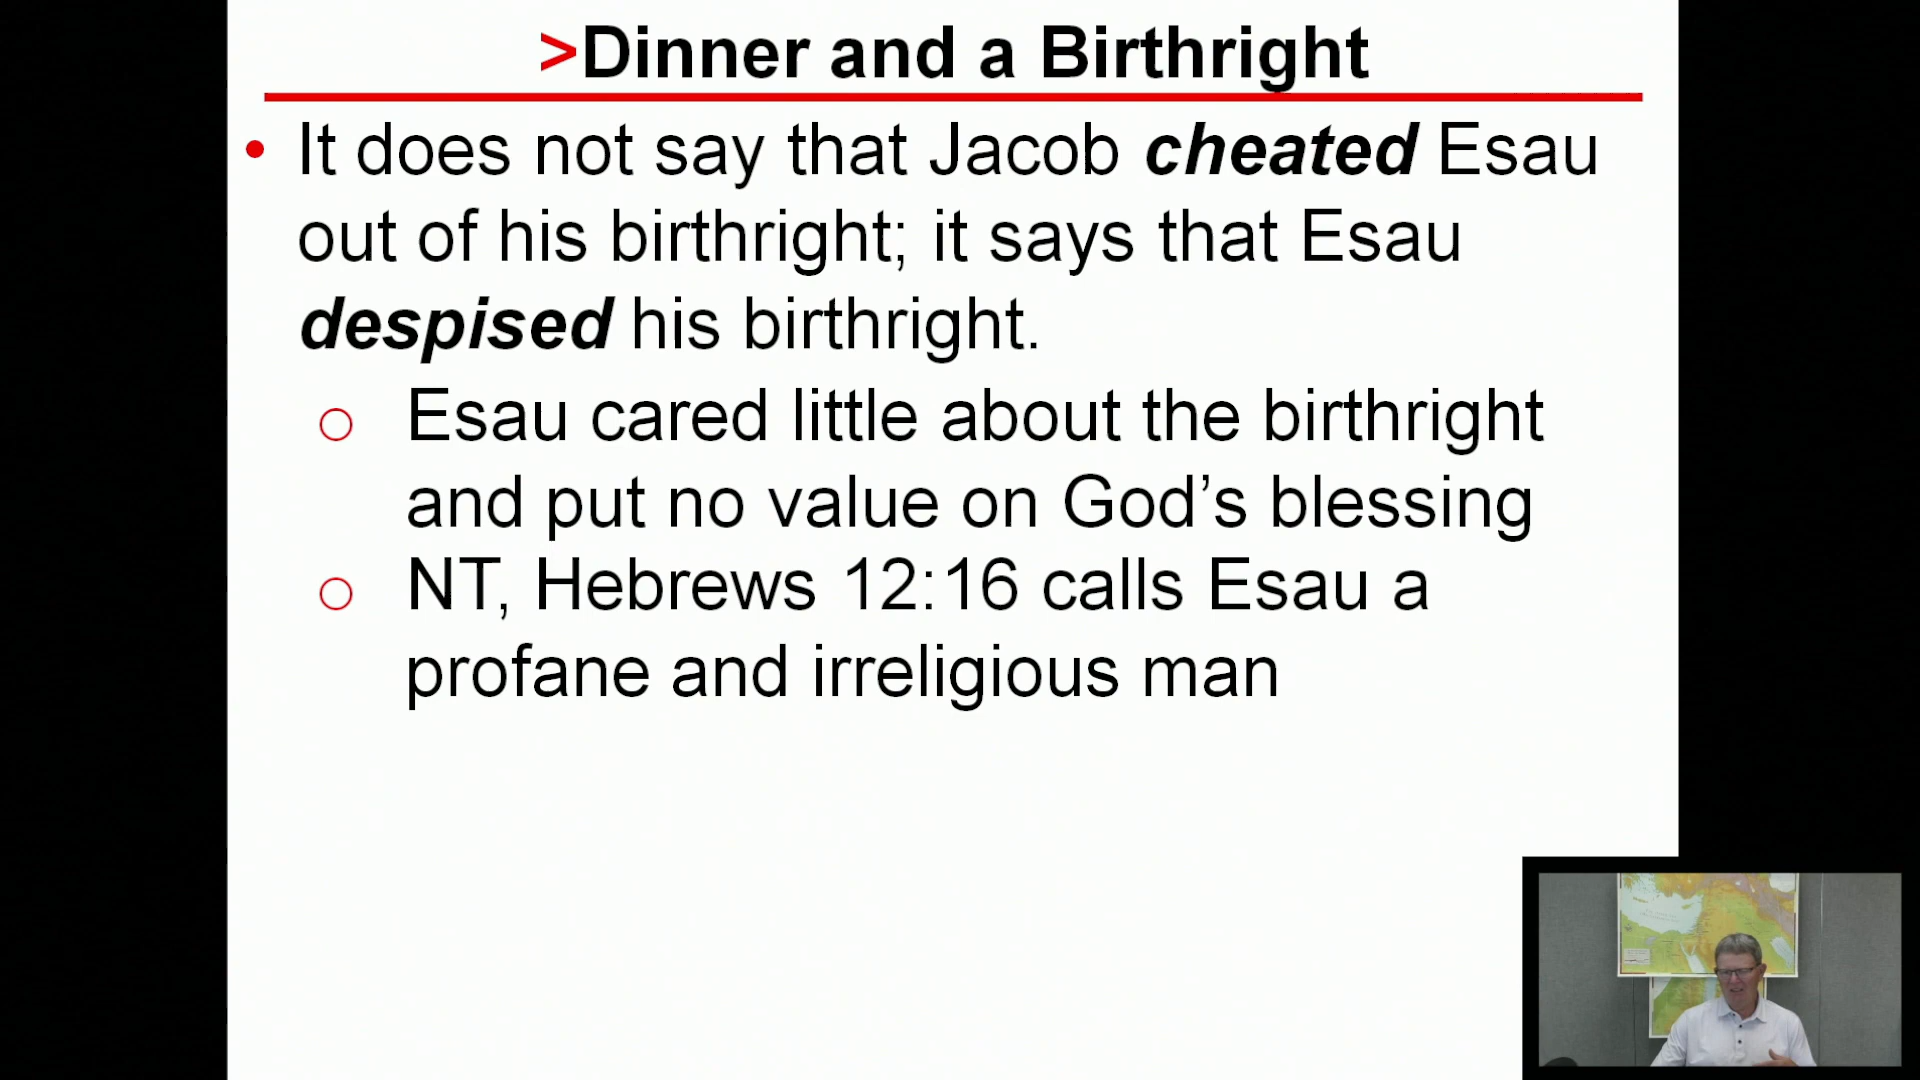 >Dinner and a Birthright
• It does not say that Jacob cheated Esau
out of his birthright; it says that Esau
despised his birthright.
o Esau cared little about the birthright
and put no value on God’s blessing
o NT, Hebrews 12:16 calls Esau a
profane and irreligious man